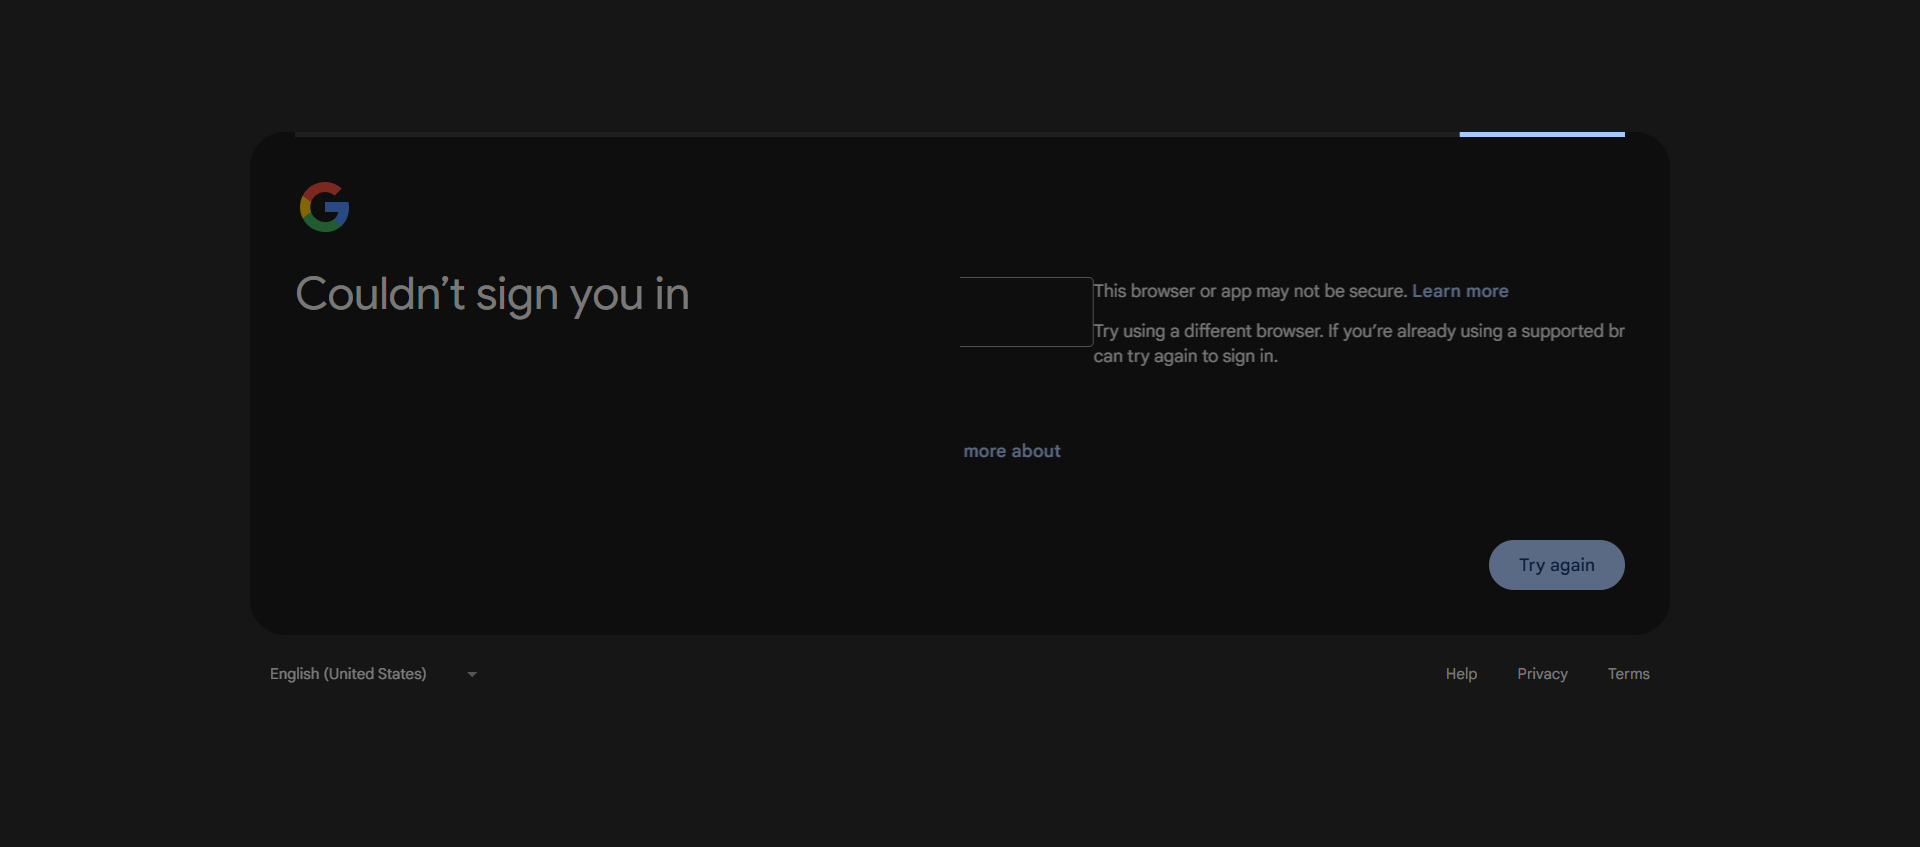 Couldn’t sign you in
This browser or app may not be secure. Learn more
Try using a different browser. If you’re already using a supported br
can try again to sign in.
more about
Try again
English (United States)
Help
Privacy
Terms